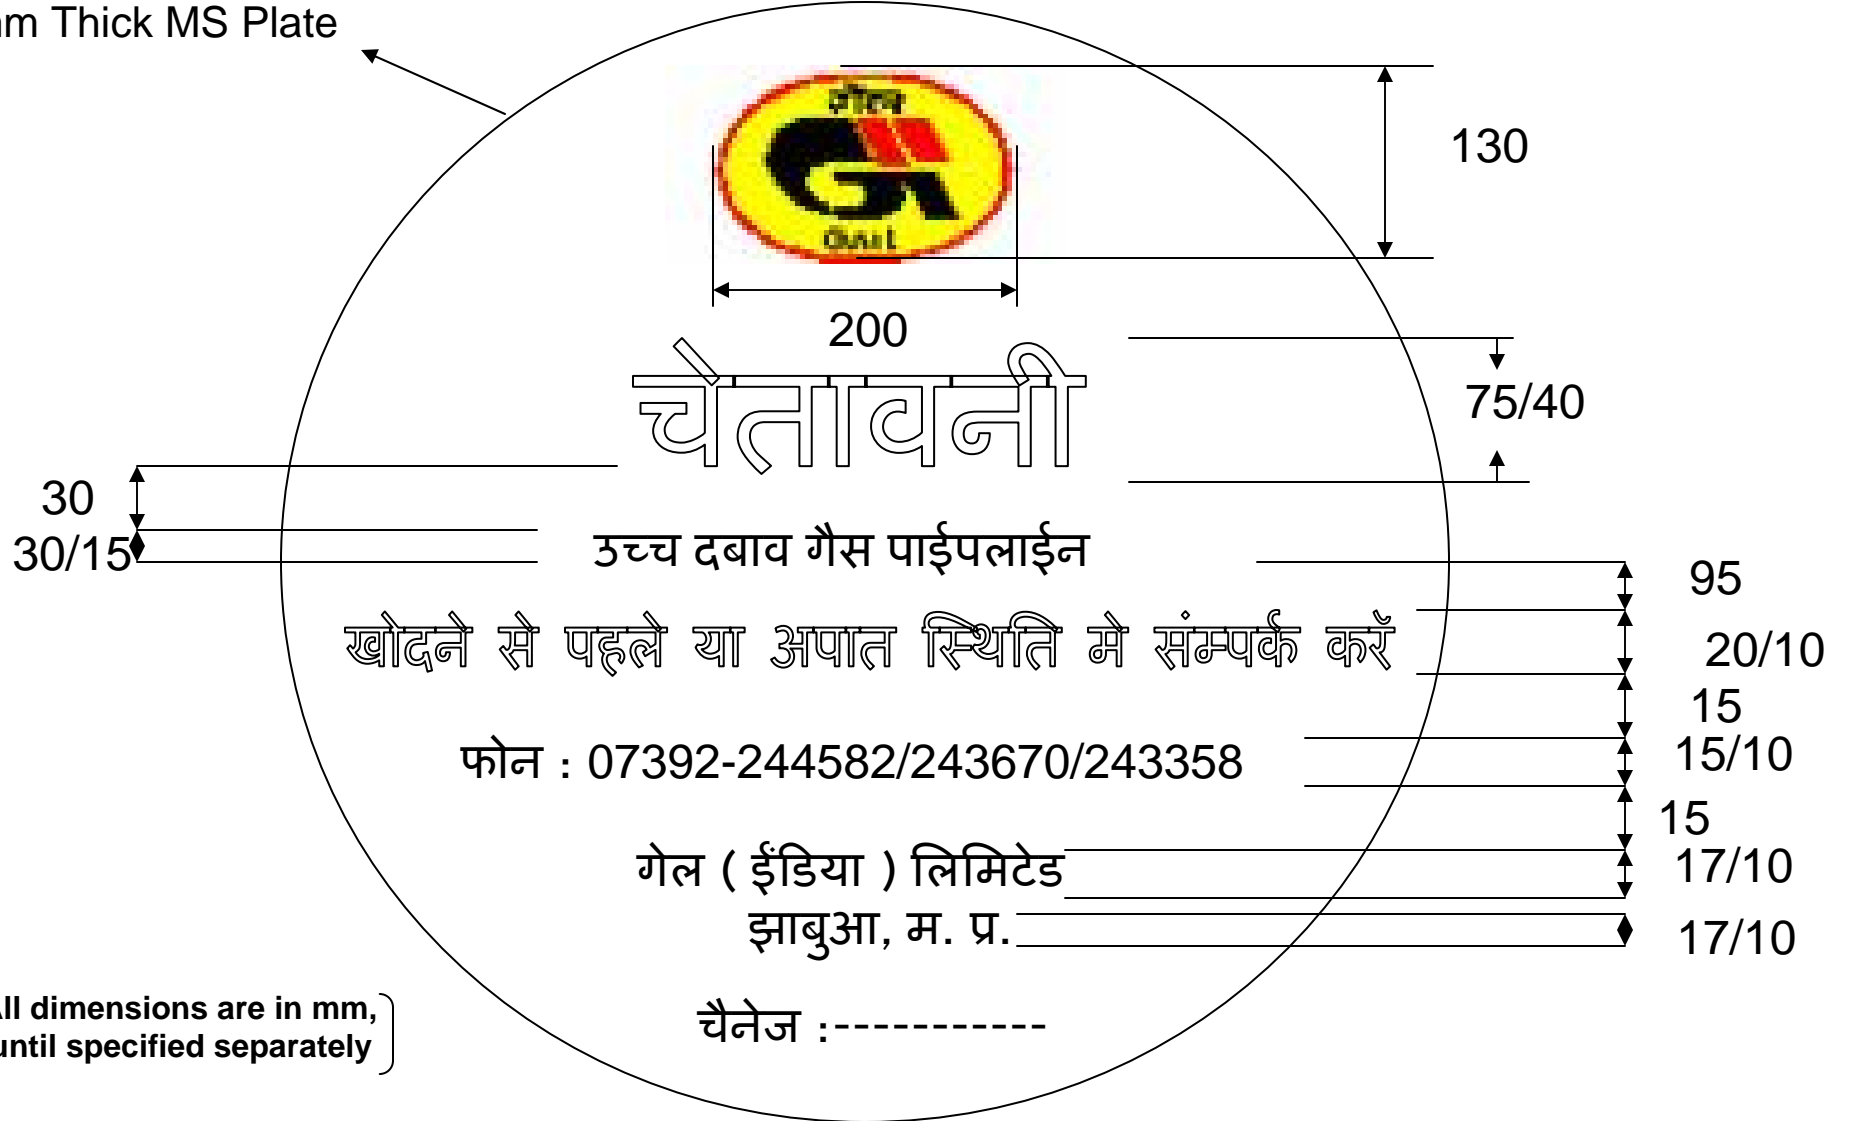 mm Thick MS Plate
गेल
GAIL
130
200
चेतावनी
75/40
30
30/15
उच्च दबाव गैस पाईपलाईन
95
खोदने से पहले या अपात स्थिति मे संम्पर्क करॅं
20/10
15
फोन : 07392-244582/243670/243358
15/10
15
गेल ( ईंडिया ) लिमिटेड
17/10
झाबुआ, म. प्र.
17/10
All dimensions are in mm,
until specified separately
चैनेज :-----------